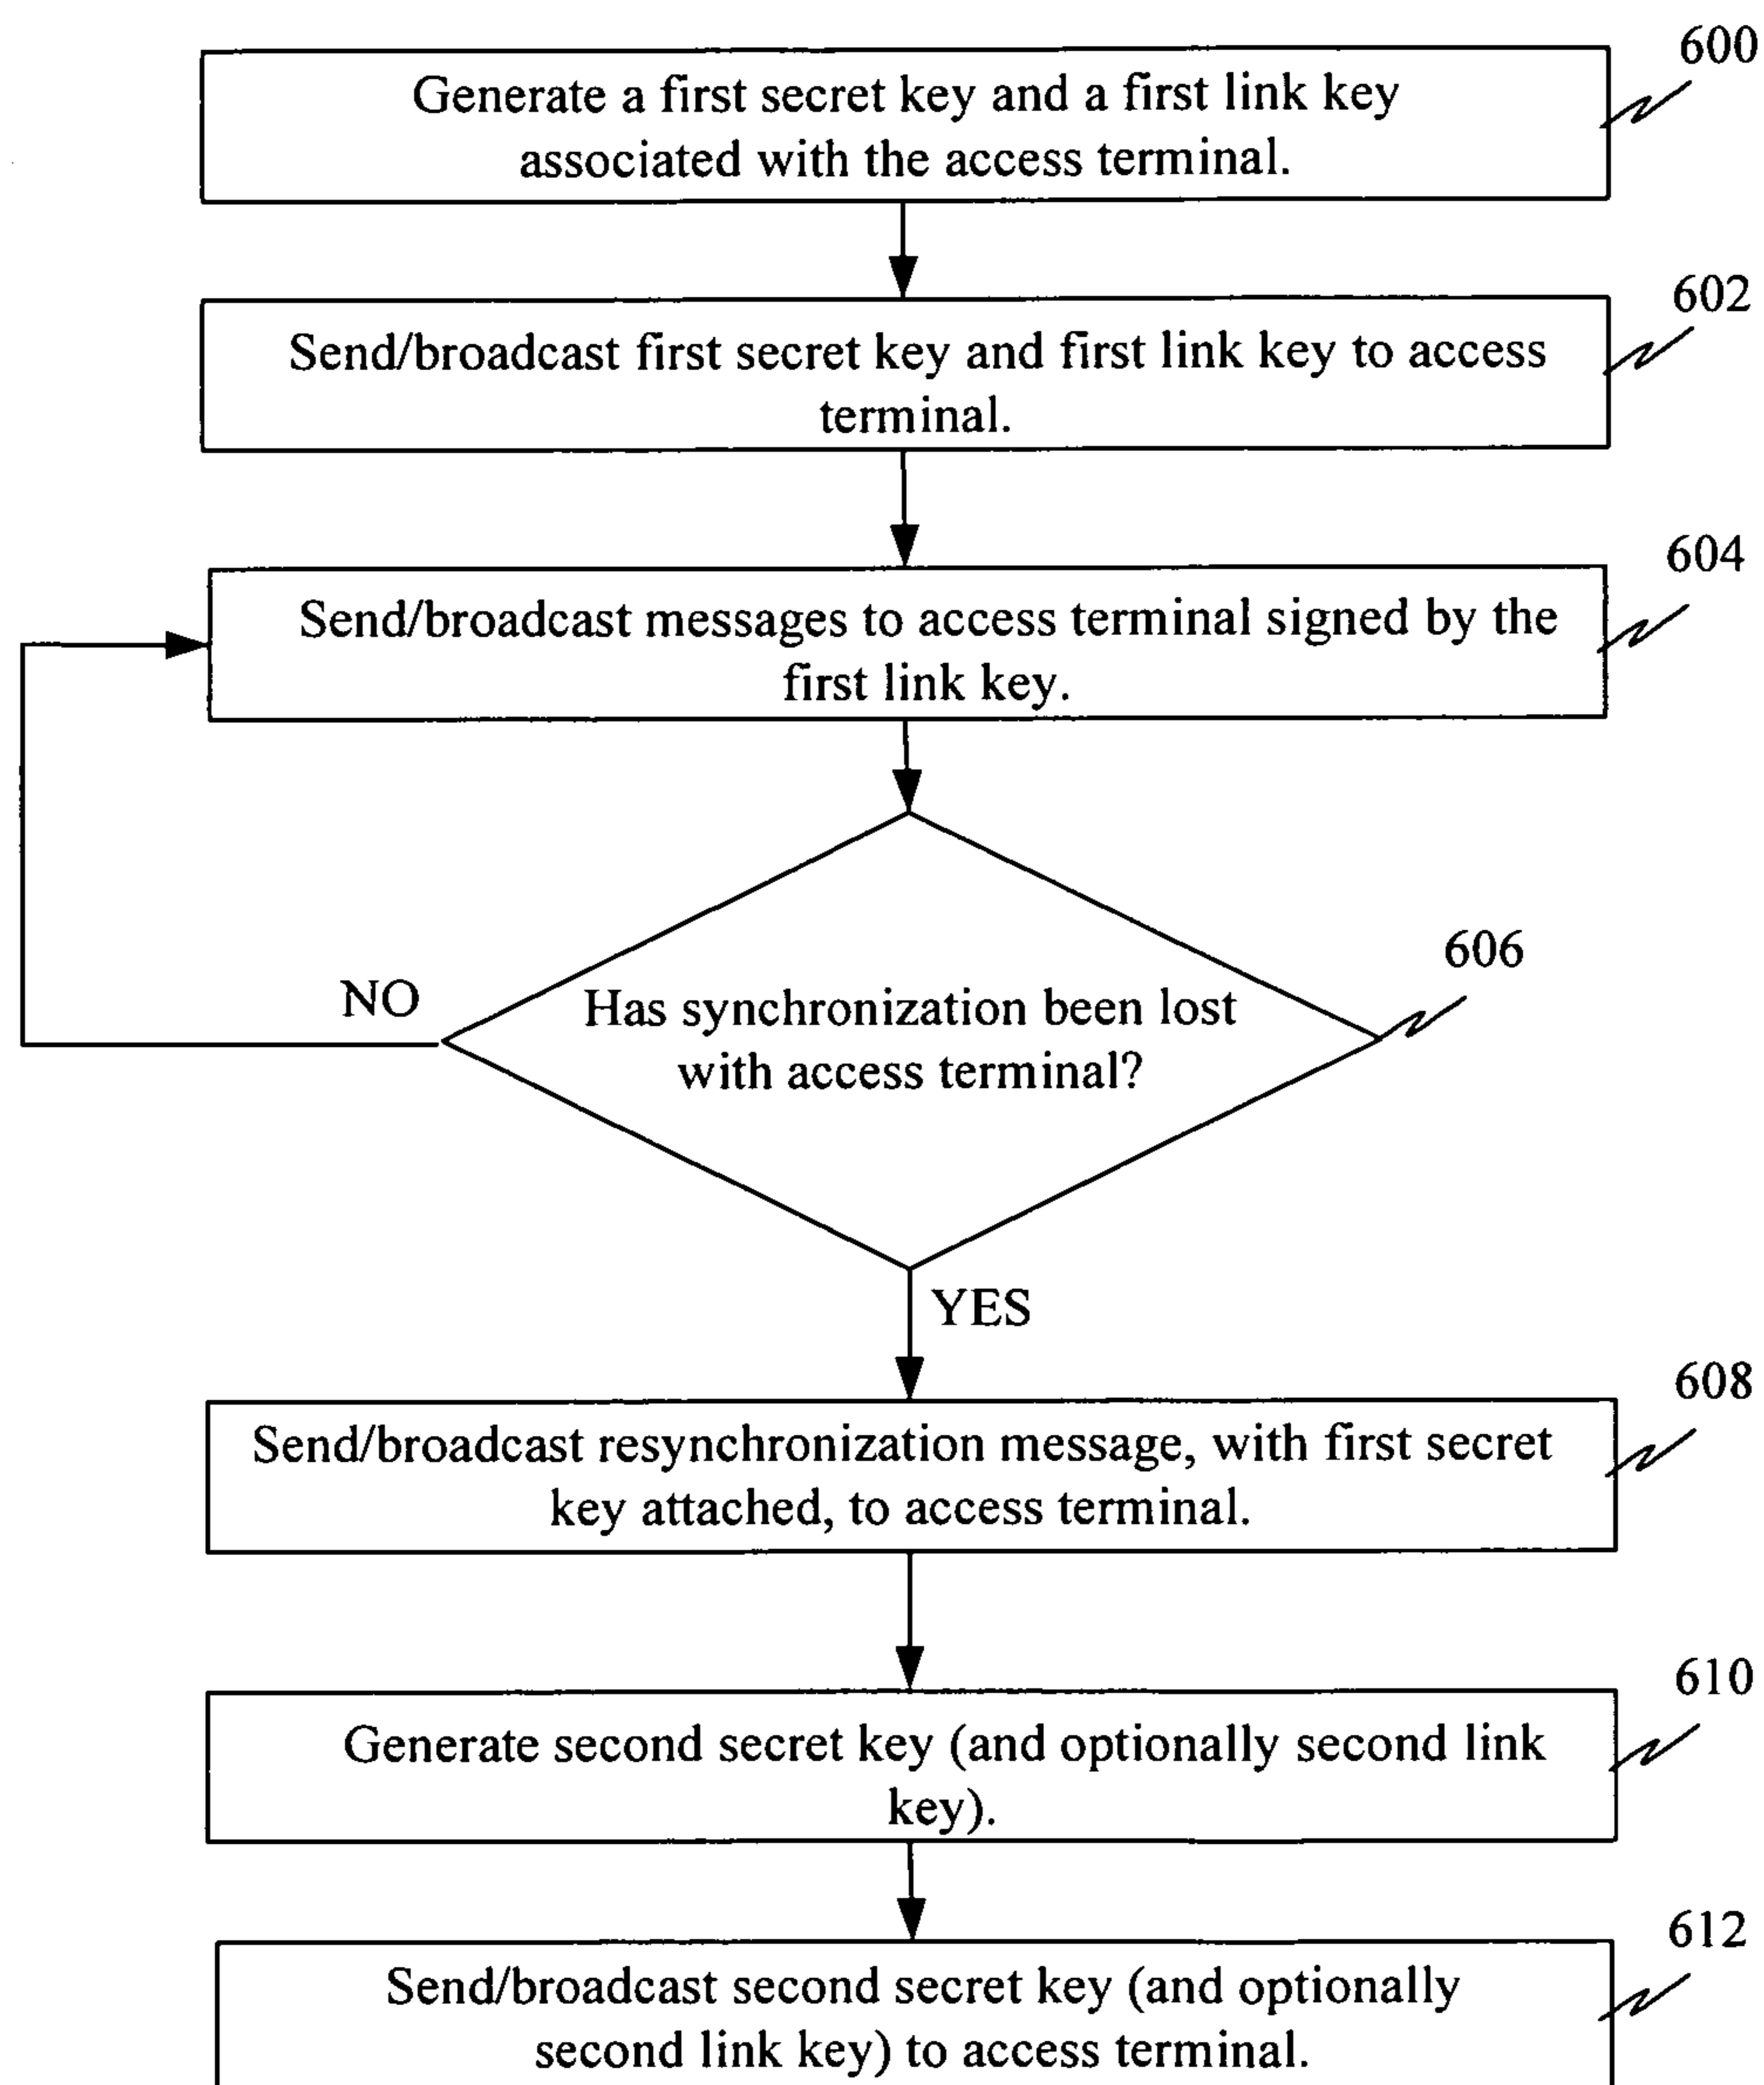 600
Generate a first secret key and a first link key
associated with the access terminal.
602
Send/broadcast first secret key and first link key to access
terminal.
604
Send/broadcast messages to access terminal signed by the
first link key.
606
NO
Has synchronization been lost
with access terminal?
YES
608
Send/broadcast resynchronization message, with first secret
key attached, to access terminal.
610
Generate second secret key (and optionally second link
key).
612
Send/broadcast second secret key (and optionally
second link key) to access terminal.